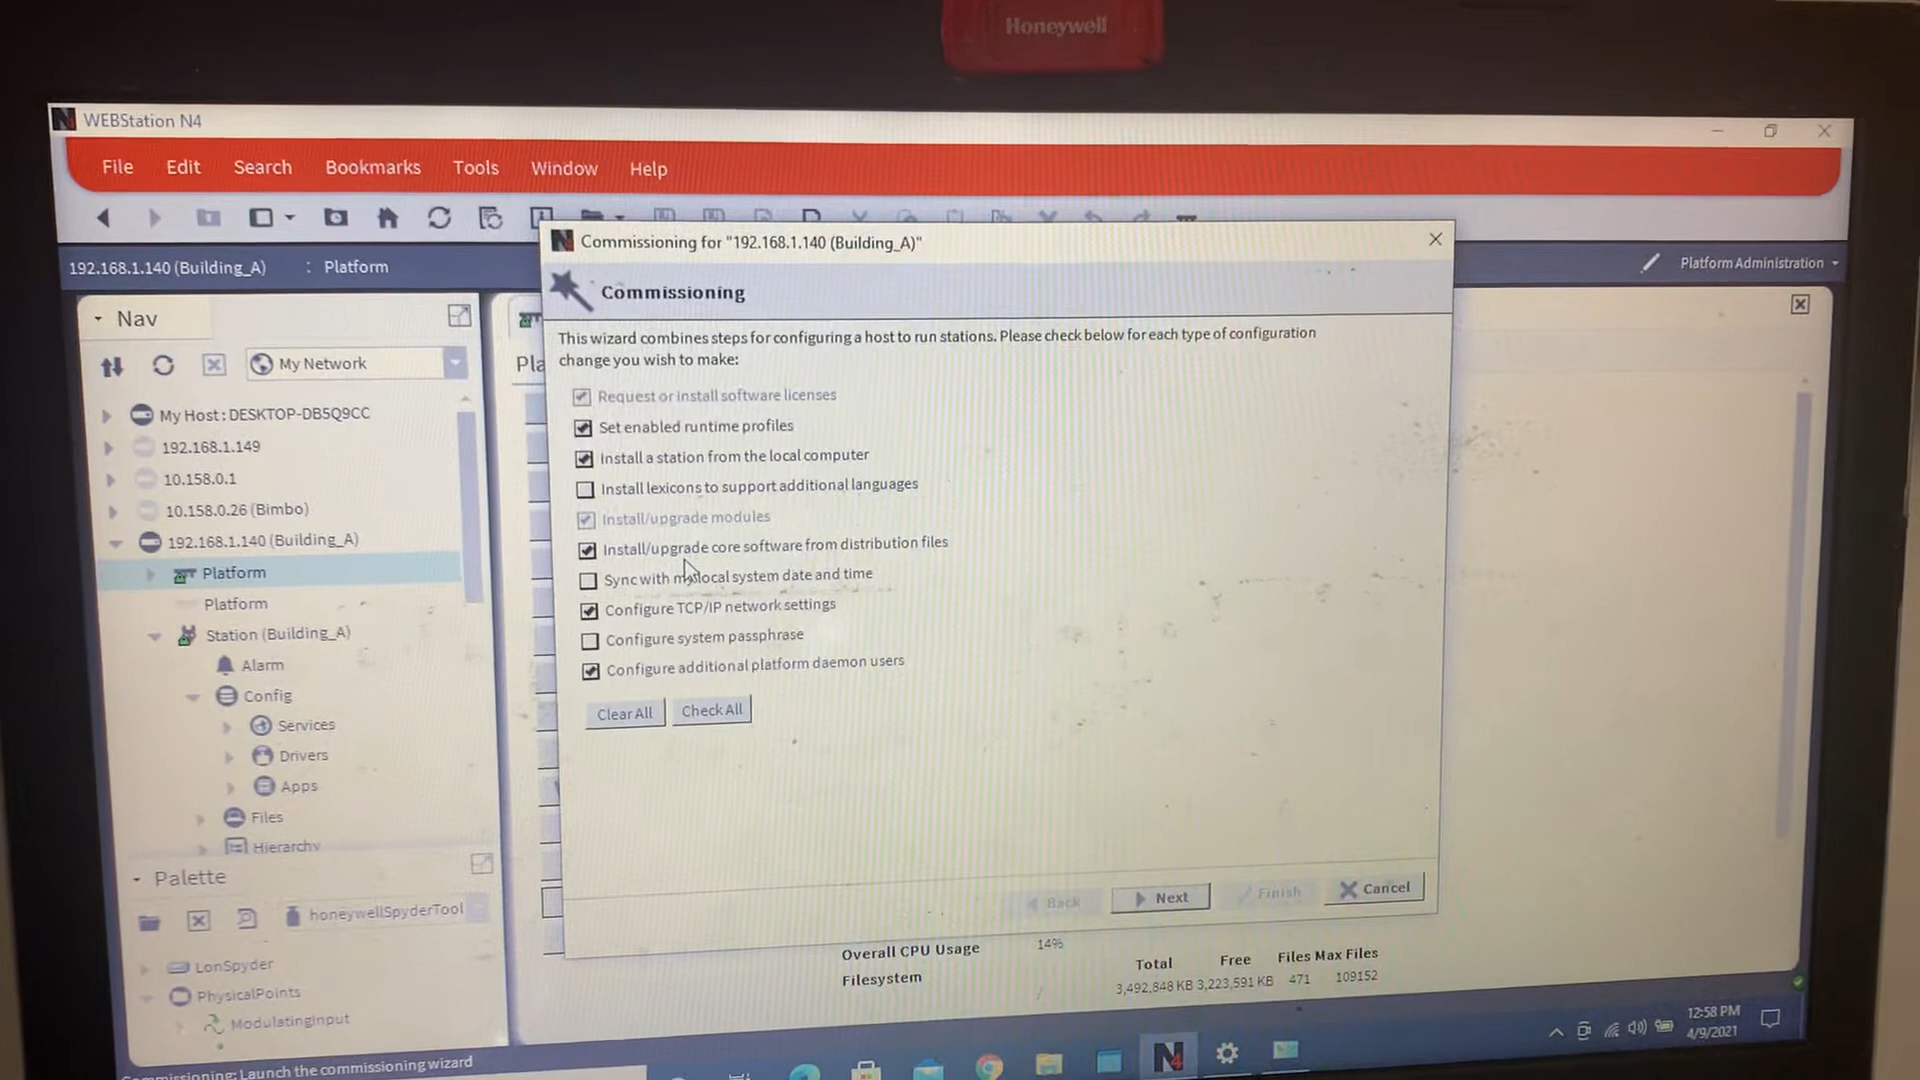 Honeywell
WEBStation N4
File Edit Search Bookmarks Tools Window Help
192.168.1.140 (Building_A) : Platform
Platform Administration
Nav
My Network
My Host : DESKTOP-DB5Q9CC
192.168.1.149
10.158.0.1
10.158.0.26 (Bimbo)
192.168.1.140 (Building_A)
Platform
Platform
Station (Building_A)
Alarm
Config
Services
Drivers
Apps
Files
Hierarchy
Palette
honeywellSpyderTool
LonSpyder
PhysicalPoints
ModulatingInput
Commissioning: Launch the commissioning wizard
Commissioning for "192.168.1.140 (Building_A)"
Commissioning
This wizard combines steps for configuring a host to run stations. Please check below for each type of configuration
change you wish to make:
Request or install software licenses
Set enabled runtime profiles
Install a station from the local computer
Install lexicons to support additional languages
Install/upgrade modules
Install/upgrade core software from distribution files
Sync with my local system date and time
Configure TCP/IP network settings
Configure system passphrase
Configure additional platform daemon users
Clear All Check All
Back Next Finish Cancel
Overall CPU Usage 14%
Filesystem Total Free Files Max Files
/ 3,492,848 KB 3,223,591 KB 471 109152
12:58 PM
4/9/2021